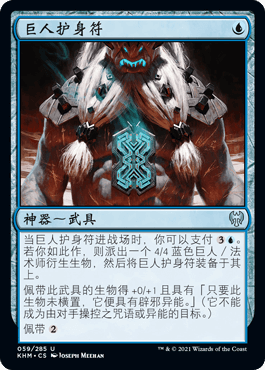 巨人护身符
神器～武具
当巨人护身符进战场时，你可以支付3。
若你如此作，则派出一个 4/4 蓝色巨人／法
术师衍生生物，然后将巨人护身符装备于其
上。
佩带此武具的生物得 +0/+1 且具有「只要此
生物未横置，它便具有辟邪异能。」（它不能
成为由对手操控之咒语或异能的目标。）
佩带 2
059/285 U
KHM • CS JOSEPH MEEHAN
™ & © 2021 Wizards of the Coast